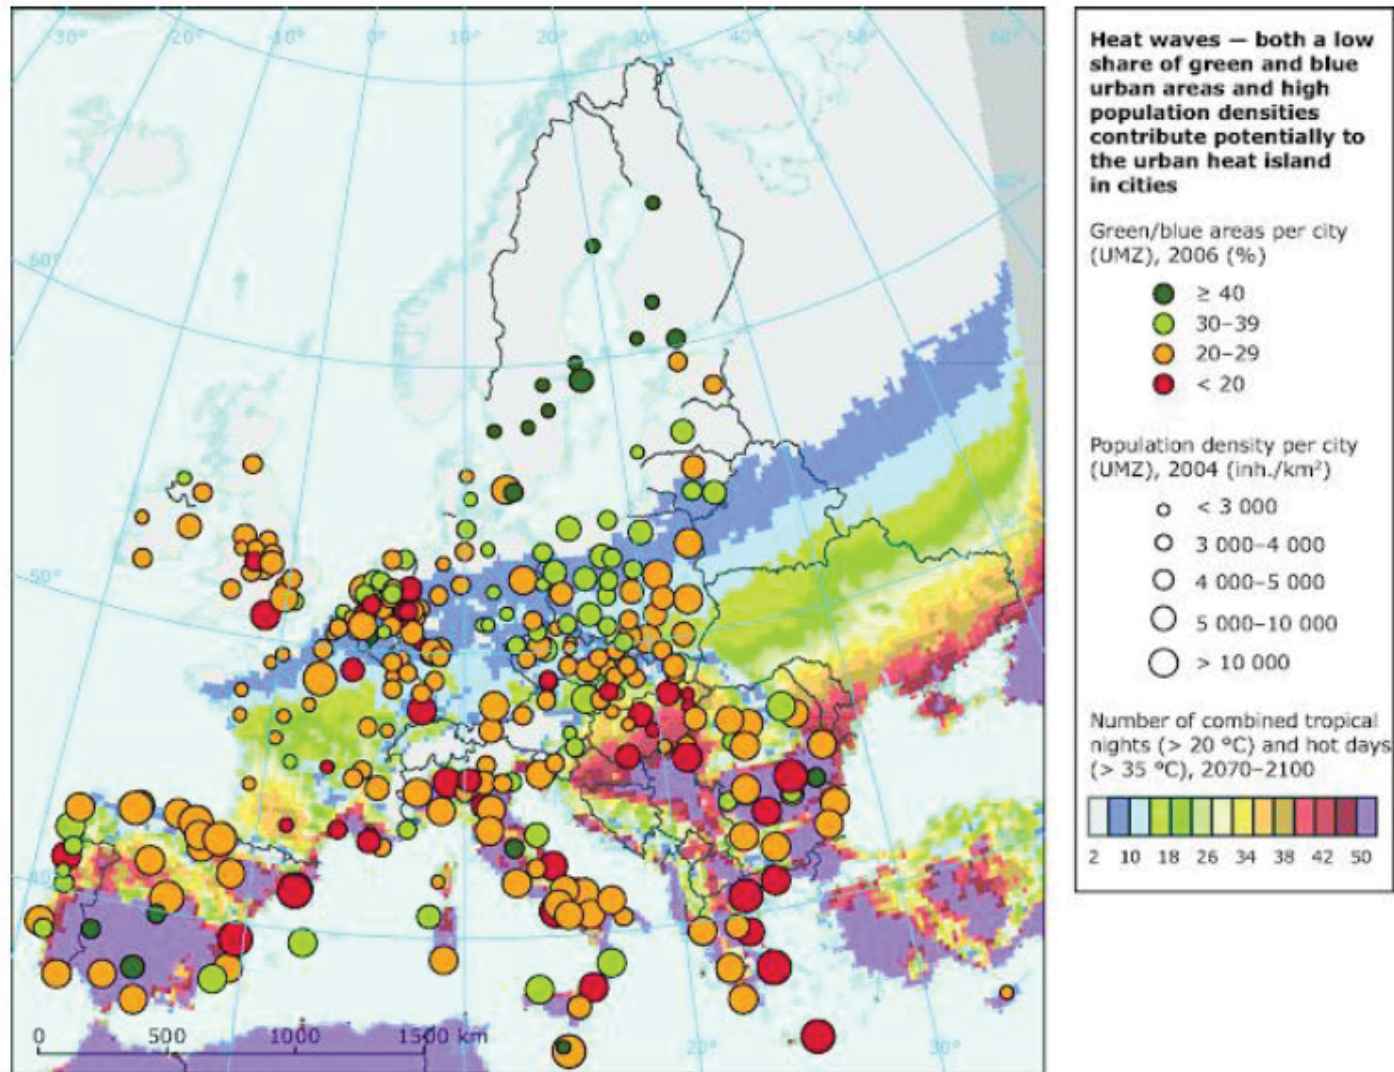 -30° -20° -10° 0° 10° 20° 30° 40° 50° 60°
60°
50°
40°
0 500 1000 1500 km
0° 10° 20° 30°
Heat waves — both a low
share of green and blue
urban areas and high
population densities
contribute potentially to
the urban heat island
in cities
Green/blue areas per city
(UMZ), 2006 (%)
≥ 40
30–39
20–29
< 20
Population density per city
(UMZ), 2004 (inh./km²)
< 3 000
3 000–4 000
4 000–5 000
5 000–10 000
> 10 000
Number of combined tropical
nights (> 20 °C) and hot days
(> 35 °C), 2070–2100
2 10 18 26 34 38 42 50